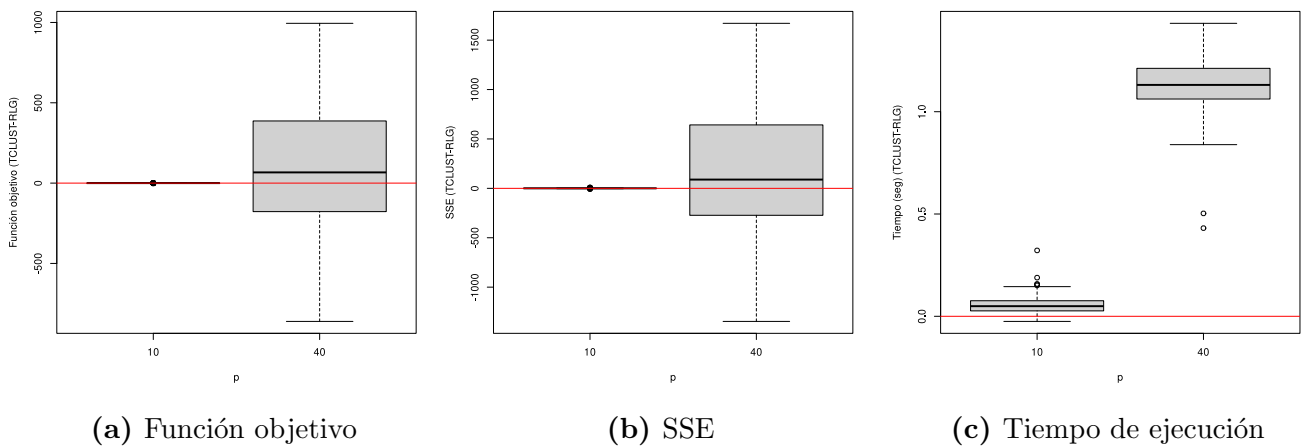 Función objetivo (TCLUST-RLG)
1000
500
0
-500
10
40
p
SSE (TCLUST-RLG)
1500
1000
500
0
-500
-1000
10
40
p
Tiempo (seg) (TCLUST-RLG)
1.0
0.5
0.0
10
40
p
(a) Función objetivo
(b) SSE
(c) Tiempo de ejecución